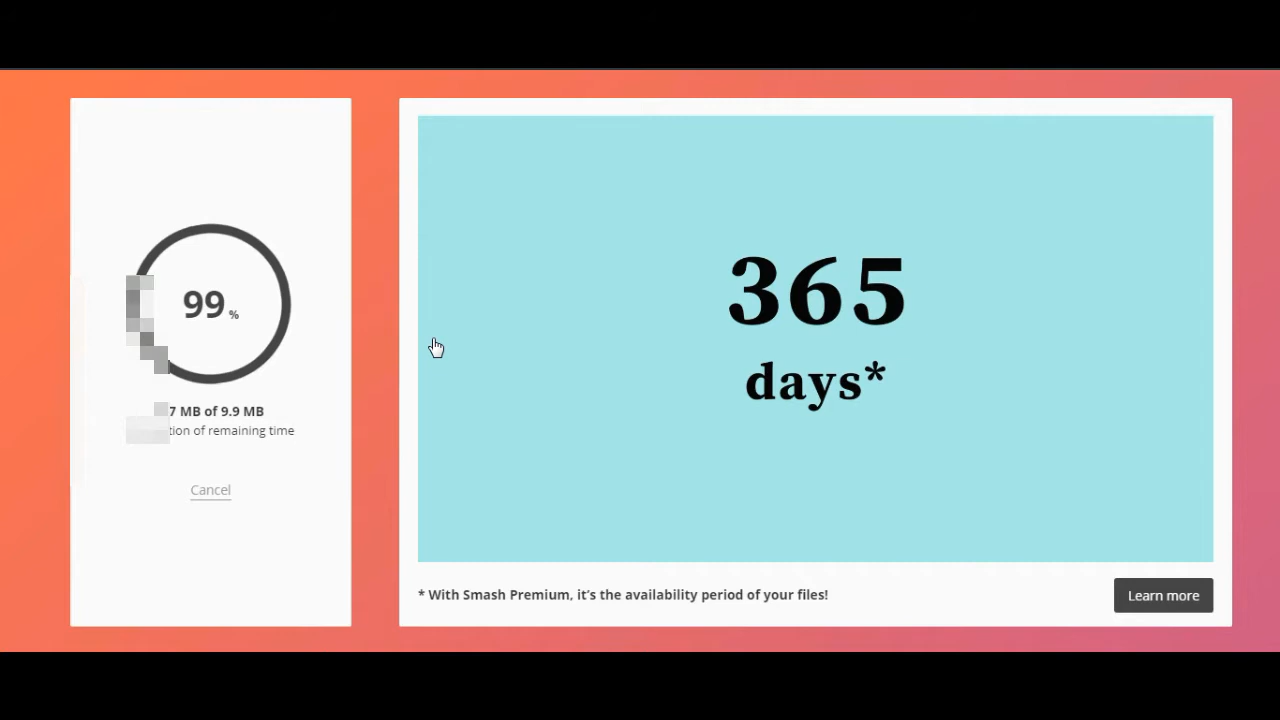 99 %
7 MB of 9.9 MB
of remaining time
Cancel
365
days*
* With Smash Premium, it's the availability period of your files!
Learn more